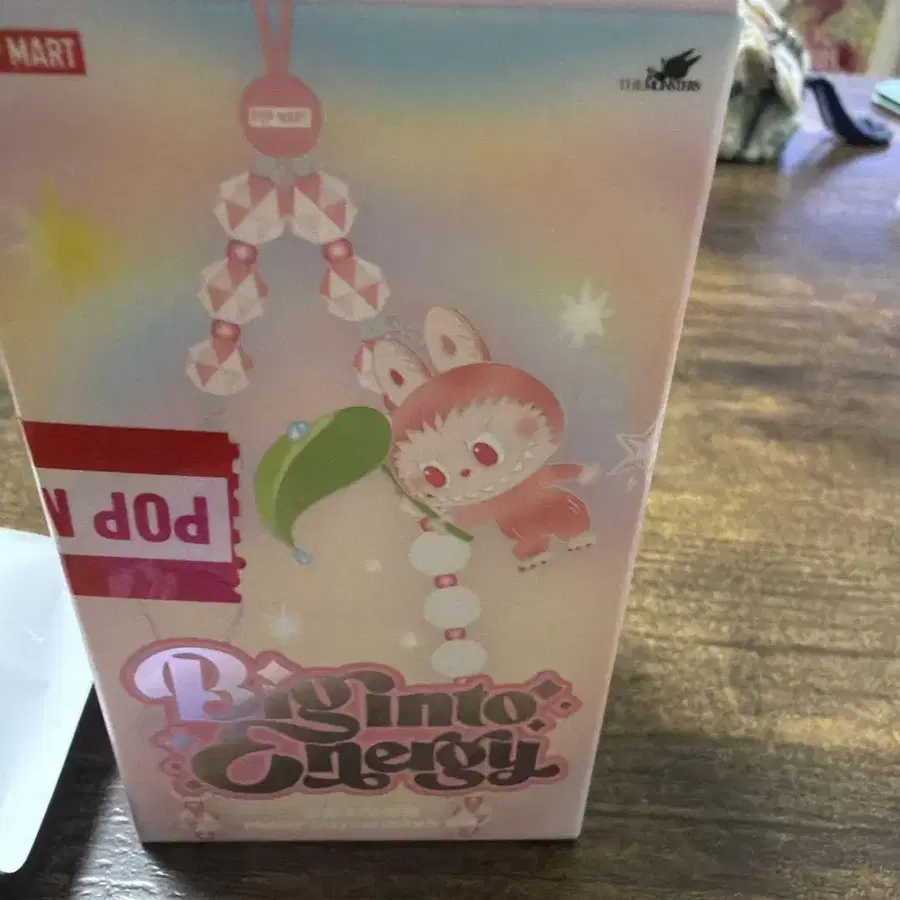 MART
THE MONSTERS
POP MART
POP M
Big into
Energy